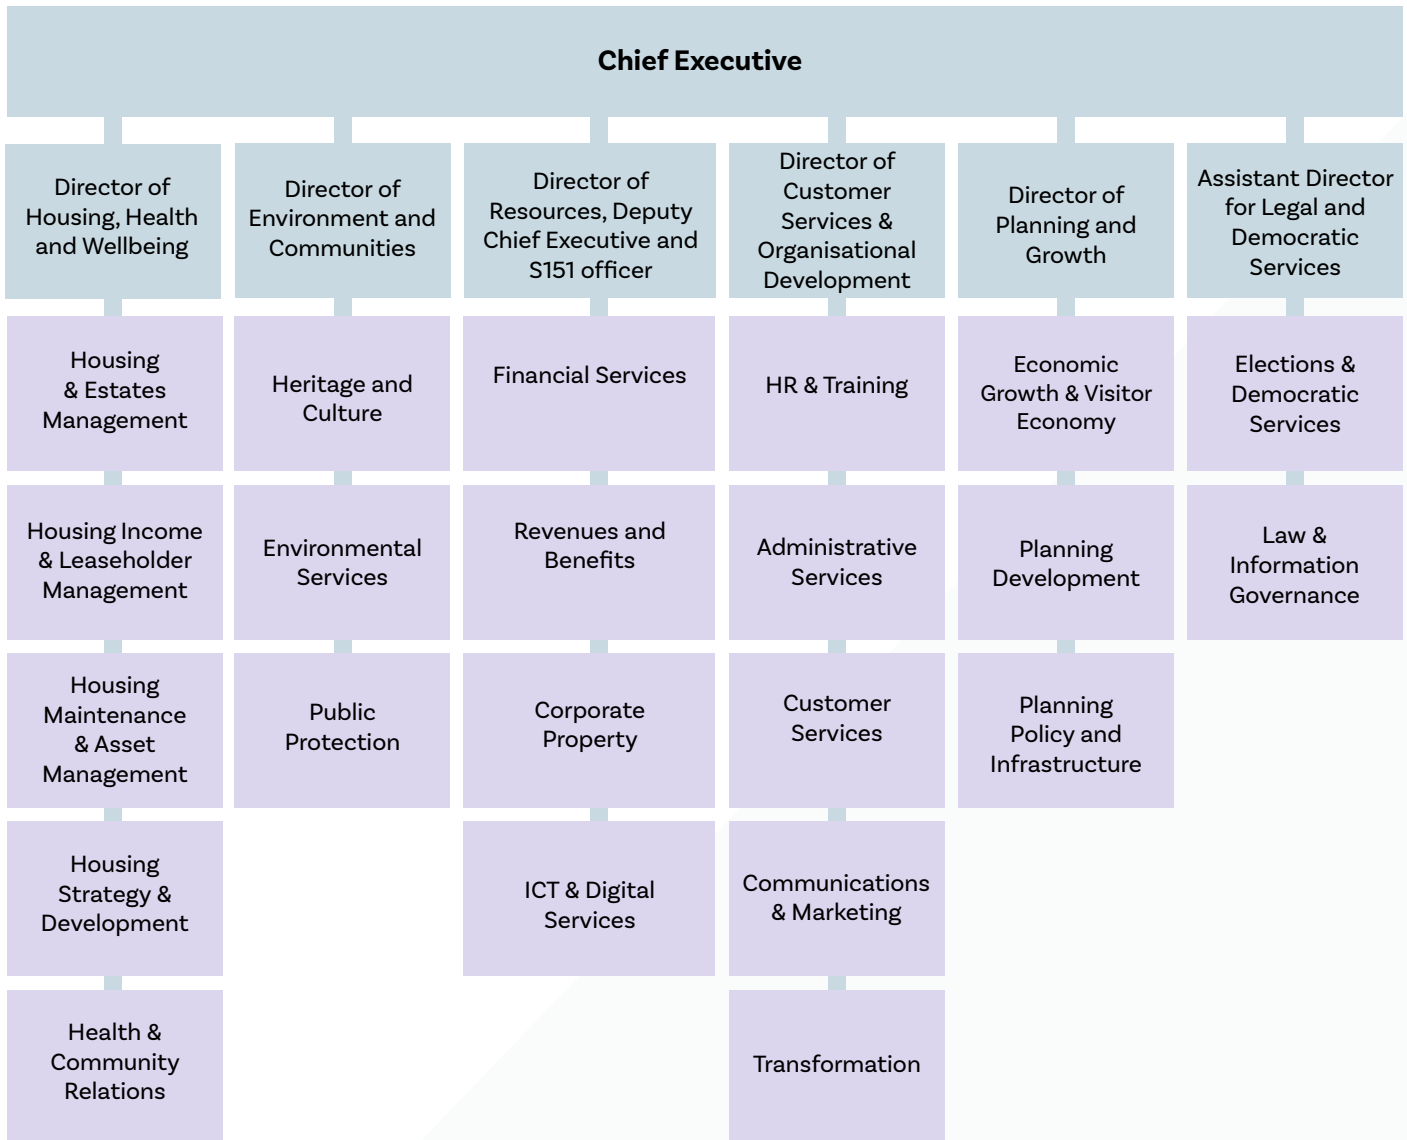 Chief Executive
Director of
Housing, Health
and Wellbeing
Director of
Environment and
Communities
Director of
Resources, Deputy
Chief Executive and
S151 officer
Director of
Customer
Services &
Organisational
Development
Director of
Planning and
Growth
Assistant Director
for Legal and
Democratic
Services
Housing
& Estates
Management
Heritage and
Culture
Financial Services
HR & Training
Economic
Growth & Visitor
Economy
Elections &
Democratic
Services
Housing Income
& Leaseholder
Management
Environmental
Services
Revenues and
Benefits
Administrative
Services
Planning
Development
Law &
Information
Governance
Housing
Maintenance
& Asset
Management
Public
Protection
Corporate
Property
Customer
Services
Planning
Policy and
Infrastructure
Housing
Strategy &
Development
ICT & Digital
Services
Communications
& Marketing
Health &
Community
Relations
Transformation